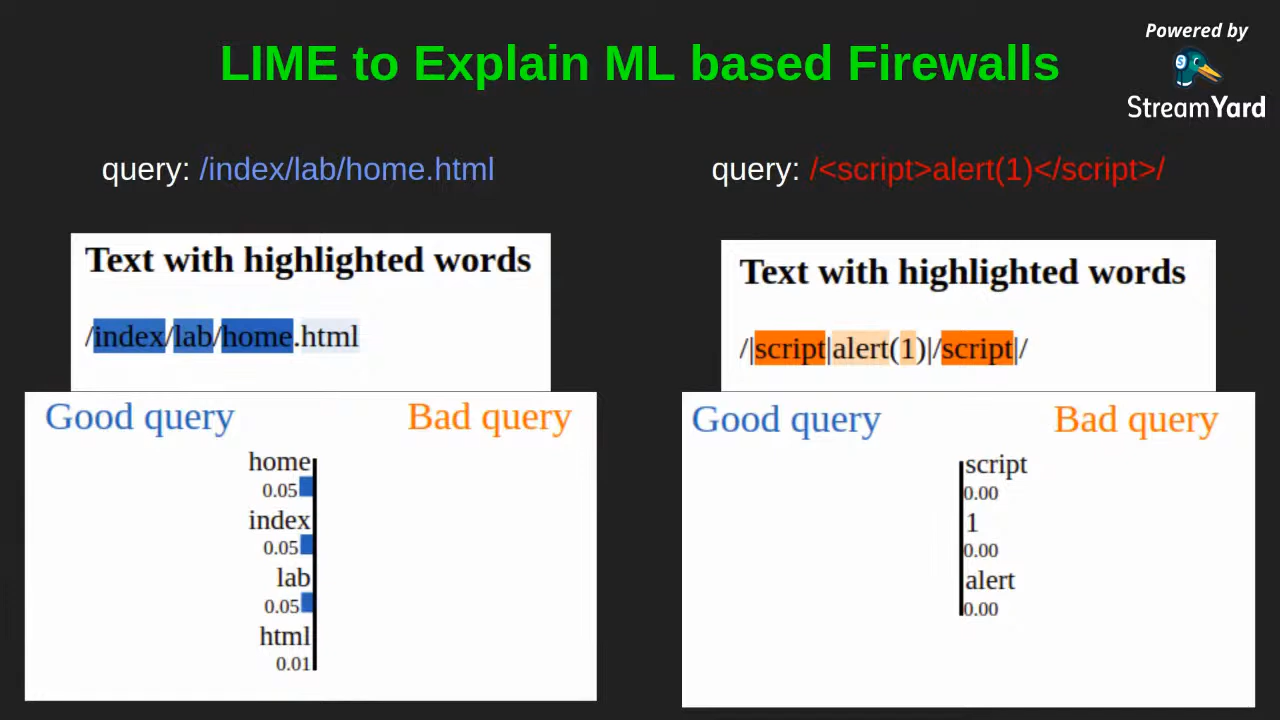 LIME to Explain ML based Firewalls
Powered by
StreamYard
query: /index/lab/home.html
Text with highlighted words
/index/lab/home.html
Good query
Bad query
home
0.05
index
0.05
lab
0.05
html
0.01
query: /<script>alert(1)</script>/
Text with highlighted words
/|script|alert(1)|/script|/
Good query
Bad query
script
0.00
1
0.00
alert
0.00